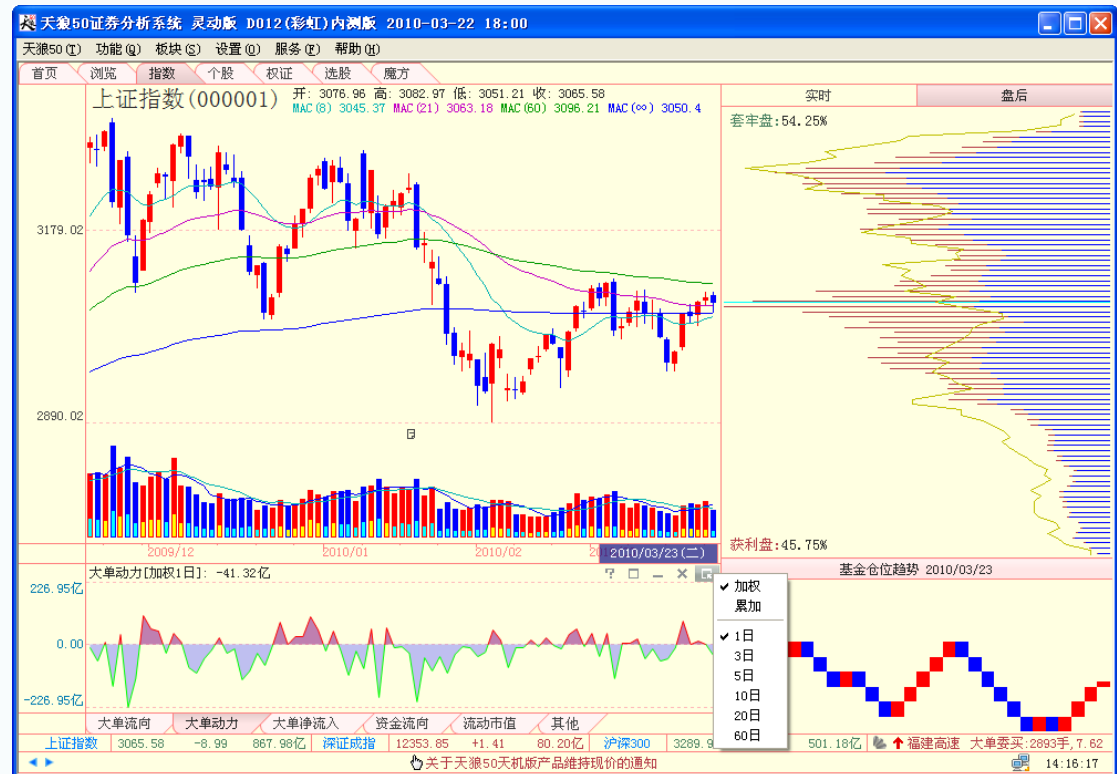 天狼50证券分析系统 灵动版 D012(彩虹)内测版 2010-03-22 18:00
天狼50(T) 功能(Q) 板块(S) 设置(O) 服务(F) 帮助(H)
首页 浏览 指数 个股 权证 选股 魔方
上证指数(000001) 开: 3076.96 高: 3082.97 低: 3051.21 收: 3065.58
MAC(8) 3045.37 MAC(21) 3063.18 MAC(60) 3096.21 MAC(∞) 3050.4
实时 盘后
套牢盘:54.25%
3179.02
2890.02
获利盘:45.75%
2009/12 2010/01 2010/02 2010/03/23(二)
大单动力[加权1日]: -41.32亿
基金仓位趋势 2010/03/23
226.95亿
0.00
-226.95亿
加权
累加
1日
3日
5日
10日
20日
60日
大单流向 大单动力 大单净流入 资金流向 流动市值 其他
上证指数 3065.58 -8.99 867.98亿 深证成指 12353.85 +1.41 80.20亿 沪深300 3289.9 501.18亿 福建高速 大单委买:2893手,7.62
关于天狼50天机版产品维持现价的通知 14:16:17